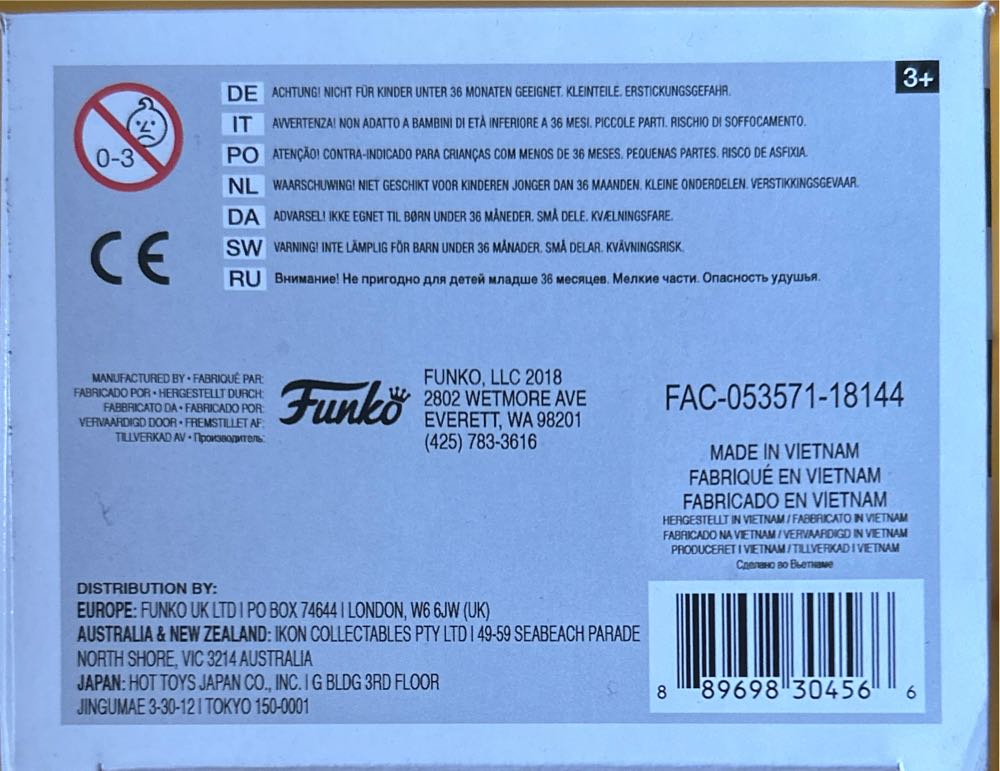 3+
0-3
DE ACHTUNG! NICHT FÜR KINDER UNTER 36 MONATEN GEEIGNET. KLEINTEILE. ERSTICKUNGSGEFAHR.
IT AVVERTENZA! NON ADATTO A BAMBINI DI ETÀ INFERIORE A 36 MESI. PICCOLE PARTI. RISCHIO DI SOFFOCAMENTO.
PO ATENÇÃO! CONTRA-INDICADO PARA CRIANÇAS COM MENOS DE 36 MESES. PEQUENAS PARTES. RISCO DE ASFIXIA.
NL WAARSCHUWING! NIET GESCHIKT VOOR KINDEREN JONGER DAN 36 MAANDEN. KLEINE ONDERDELEN. VERSTIKKINGSGEVAAR.
DA ADVARSEL! IKKE EGNET TIL BØRN UNDER 36 MÅNEDER. SMÅ DELE. KVÆLNINGSFARE.
SW VARNING! INTE LÄMPLIG FÖR BARN UNDER 36 MÅNADER. SMÅ DELAR. KVÄVNINGSRISK.
RU Внимание! Не пригодно для детей младше 36 месяцев. Мелкие части. Опасность удушья.
CE
MANUFACTURED BY • FABRIQUÉ PAR:
FABRICADO POR • HERGESTELLT DURCH:
FABBRICATO DA • FABRICADO POR:
VERVAARDIGD DOOR • FREMSTILLET AF:
TILLVERKAD AV • Производитель:
Funko
FUNKO, LLC 2018
2802 WETMORE AVE
EVERETT, WA 98201
(425) 783-3616
FAC-053571-18144
MADE IN VIETNAM
FABRIQUÉ EN VIETNAM
FABRICADO EN VIETNAM
HERGESTELLT IN VIETNAM / FABBRICATO IN VIETNAM
FABRICADO NA VIETNAM / VERVAARDIGD IN VIETNAM
PRODUCERET I VIETNAM / TILLVERKAD I VIETNAM
Сделано во Вьетнаме
DISTRIBUTION BY:
EUROPE: FUNKO UK LTD | PO BOX 74644 | LONDON, W6 6JW (UK)
AUSTRALIA & NEW ZEALAND: IKON COLLECTABLES PTY LTD | 49-59 SEABEACH PARADE
NORTH SHORE, VIC 3214 AUSTRALIA
JAPAN: HOT TOYS JAPAN CO., INC. | G BLDG 3RD FLOOR
JINGUMAE 3-30-12 | TOKYO 150-0001
8 89698 30456 6